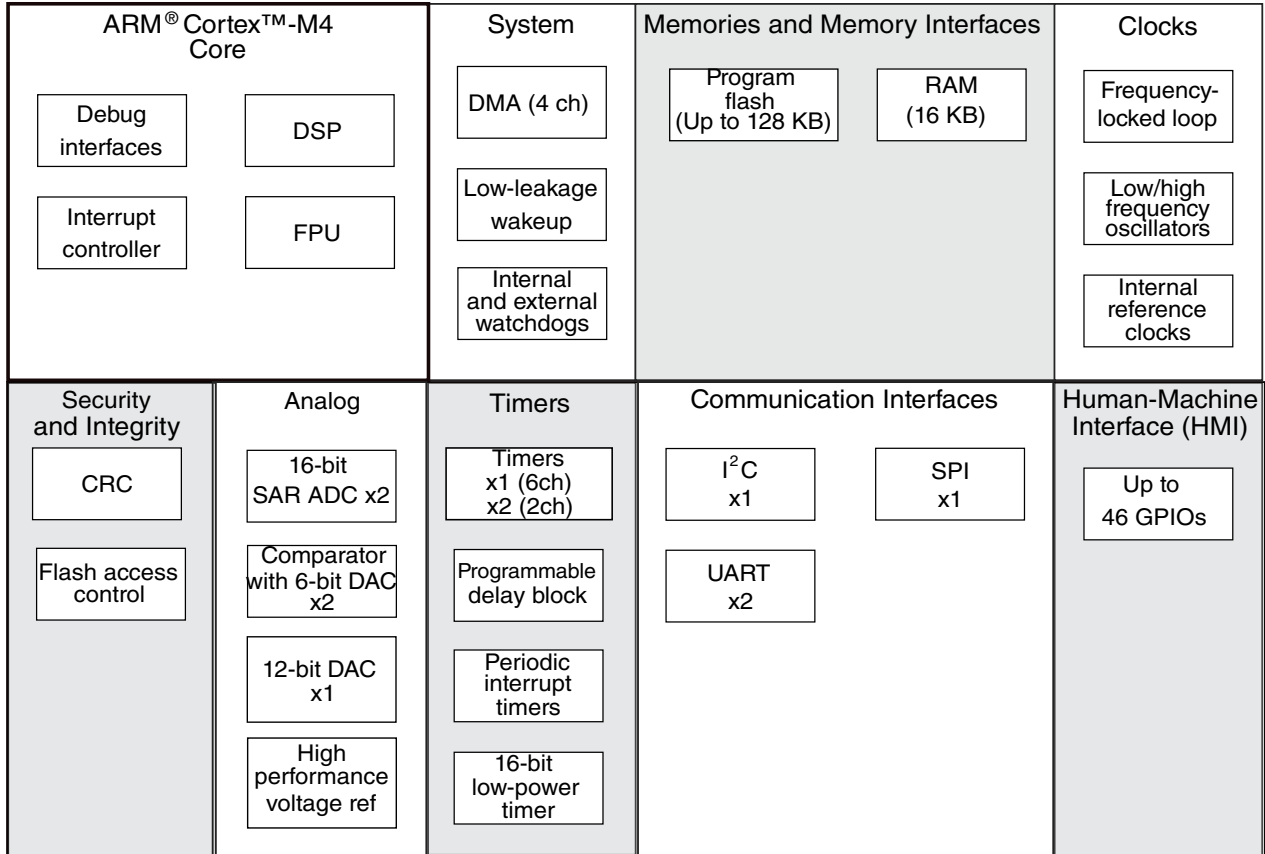 ARM® Cortex™-M4
Core
Debug
interfaces
DSP
Interrupt
controller
FPU
System
DMA (4 ch)
Low-leakage
wakeup
Internal
and external
watchdogs
Memories and Memory Interfaces
Program
flash
(Up to 128 KB)
RAM
(16 KB)
Clocks
Frequency-
locked loop
Low/high
frequency
oscillators
Internal
reference
clocks
Security
and Integrity
CRC
Flash access
control
Analog
16-bit
SAR ADC x2
Comparator
with 6-bit DAC
x2
12-bit DAC
x1
High
performance
voltage ref
Timers
Timers
x1 (6ch)
x2 (2ch)
Programmable
delay block
Periodic
interrupt
timers
16-bit
low-power
timer
Communication Interfaces
I²C
x1
SPI
x1
UART
x2
Human-Machine
Interface (HMI)
Up to
46 GPIOs